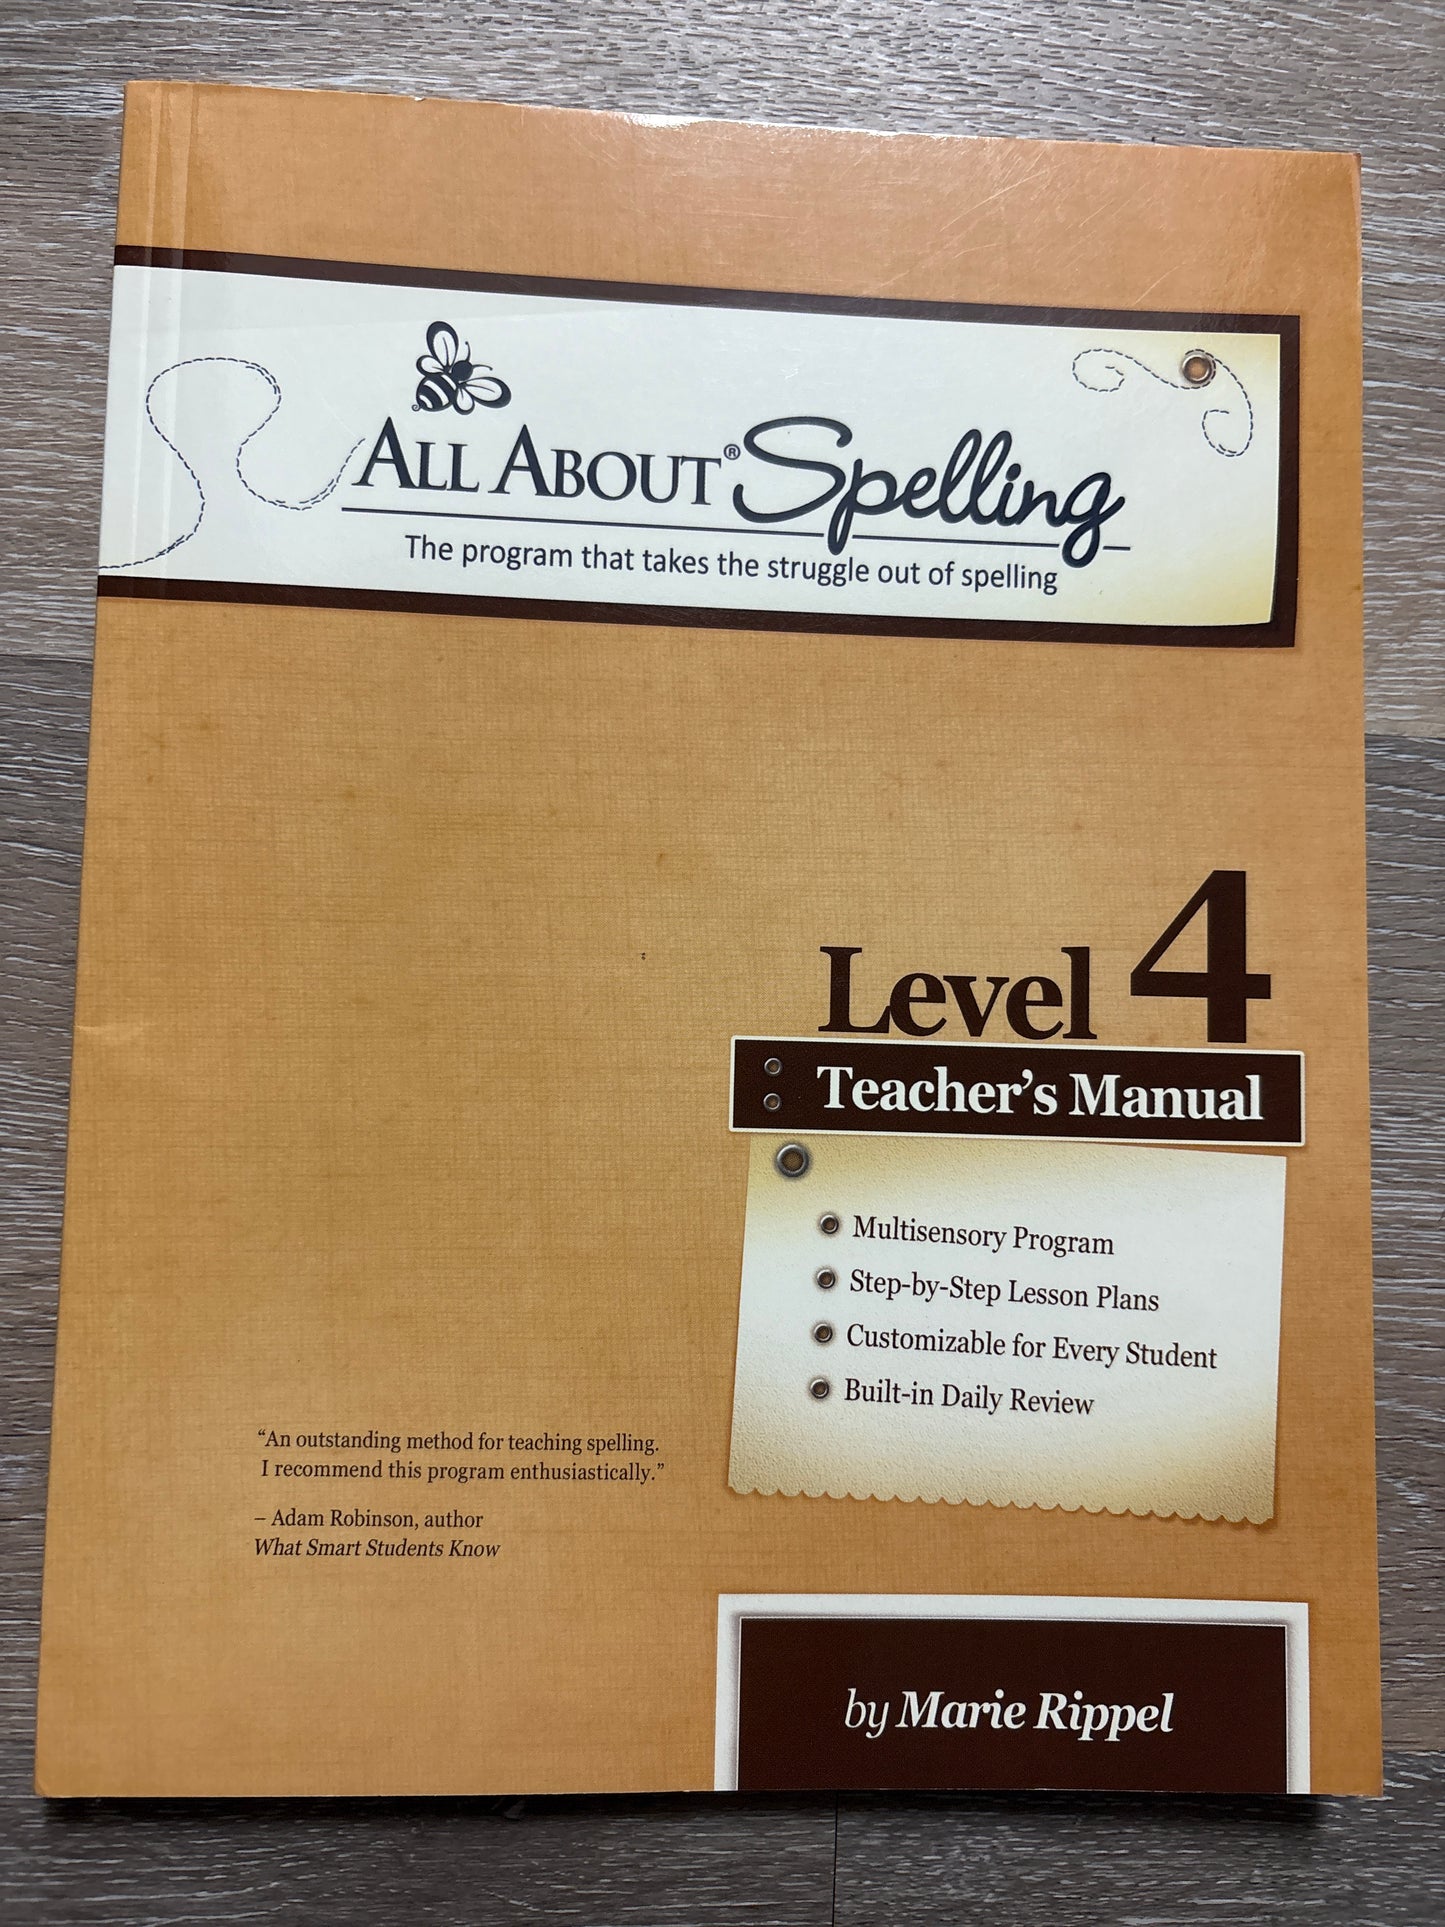 ALL ABOUT® Spelling
The program that takes the struggle out of spelling
Level 4
Teacher's Manual
Multisensory Program
Step-by-Step Lesson Plans
Customizable for Every Student
Built-in Daily Review
“An outstanding method for teaching spelling.
I recommend this program enthusiastically.”
– Adam Robinson, author
What Smart Students Know
by Marie Rippel